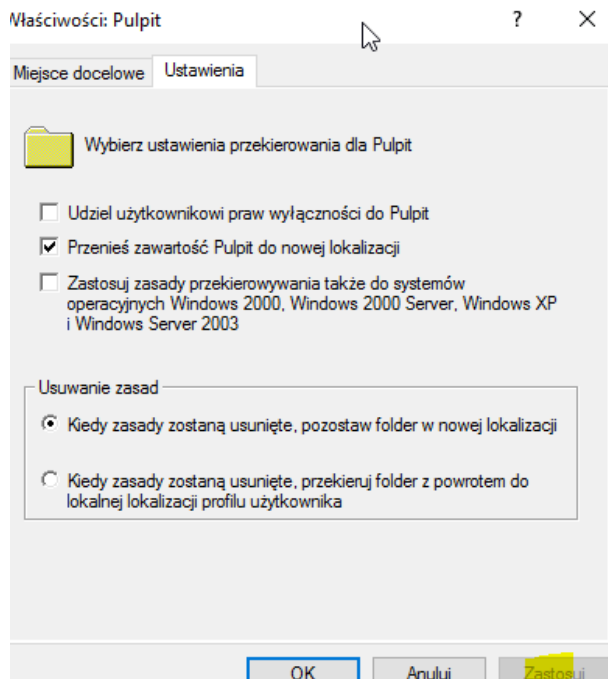 Właściwości: Pulpit
?
Miejsce docelowe
Ustawienia
Wybierz ustawienia przekierowania dla Pulpit
Udziel użytkownikowi praw wyłączności do Pulpit
Przenieś zawartość Pulpit do nowej lokalizacji
Zastosuj zasady przekierowywania także do systemów
operacyjnych Windows 2000, Windows 2000 Server, Windows XP
i Windows Server 2003
Usuwanie zasad
Kiedy zasady zostaną usunięte, pozostaw folder w nowej lokalizacji
Kiedy zasady zostaną usunięte, przekieruj folder z powrotem do
lokalnej lokalizacji profilu użytkownika
OK
Anuluj
Zastosuj